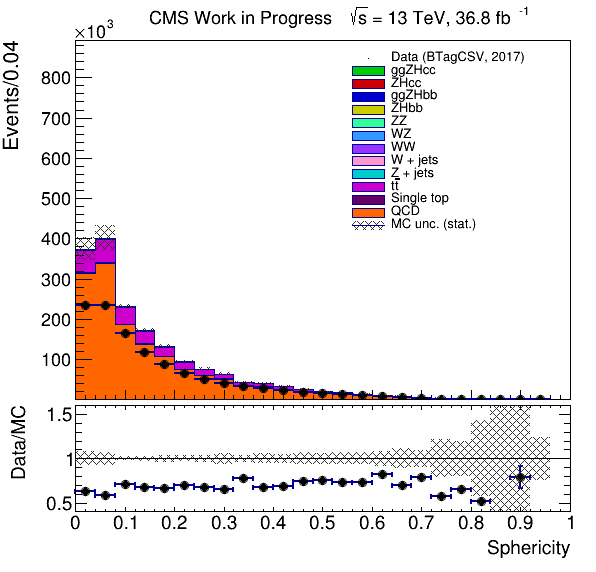 CMS Work in Progress √s = 13 TeV, 36.8 fb⁻¹
×10³
Events/0.04
800
700
600
500
400
300
200
100
Data (BTagCSV, 2017)
ggZHcc
ZHcc
ggZHbb
ZHbb
ZZ
WZ
WW
W + jets
Z + jets
tt̄
Single top
QCD
MC unc. (stat.)
Data/MC
1.5
1
0.5
0 0.1 0.2 0.3 0.4 0.5 0.6 0.7 0.8 0.9 1
Sphericity